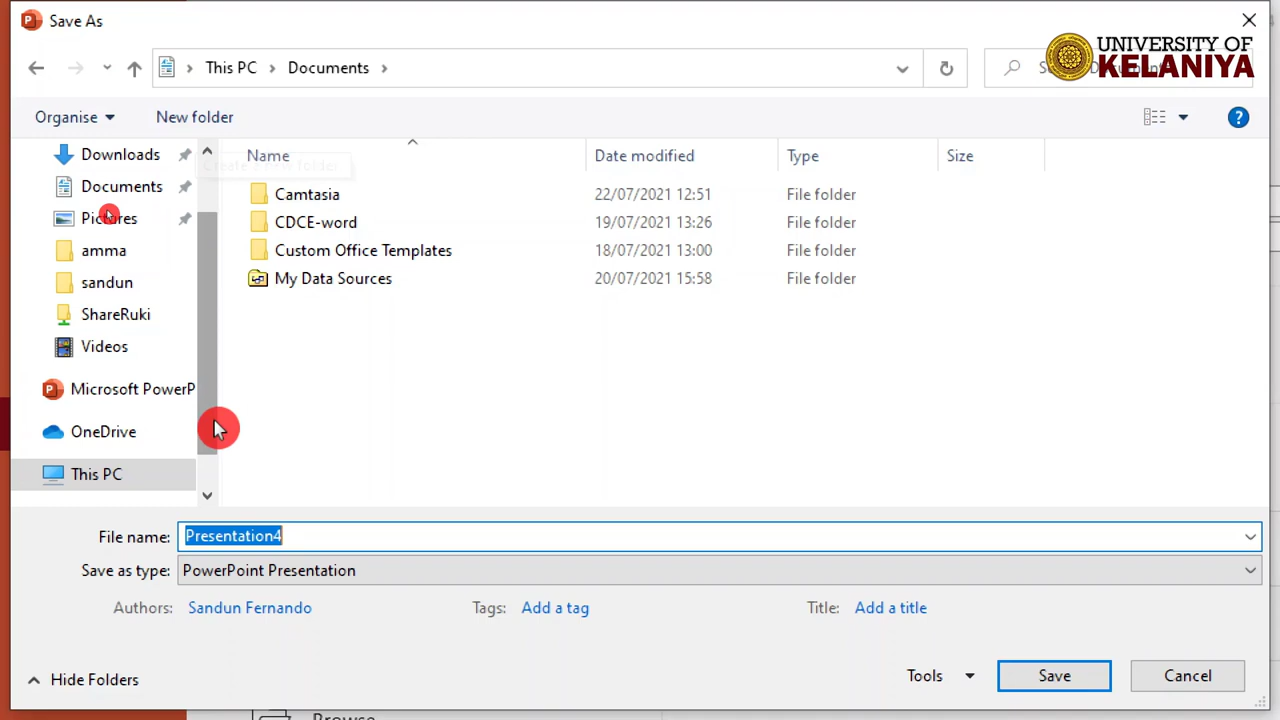 Save As
UNIVERSITY OF
KELANIYA
This PC > Documents >
Organise
New folder
Name
Date modified
Type
Size
Create a new folder
Downloads
Documents
Pictures
amma
sandun
ShareRuki
Videos
Microsoft PowerP
OneDrive
This PC
Camtasia 22/07/2021 12:51 File folder
CDCE-word 19/07/2021 13:26 File folder
Custom Office Templates 18/07/2021 13:00 File folder
My Data Sources 20/07/2021 15:58 File folder
File name: Presentation4
Save as type: PowerPoint Presentation
Authors: Sandun Fernando
Tags: Add a tag
Title: Add a title
Hide Folders
Tools
Save
Cancel
Browse